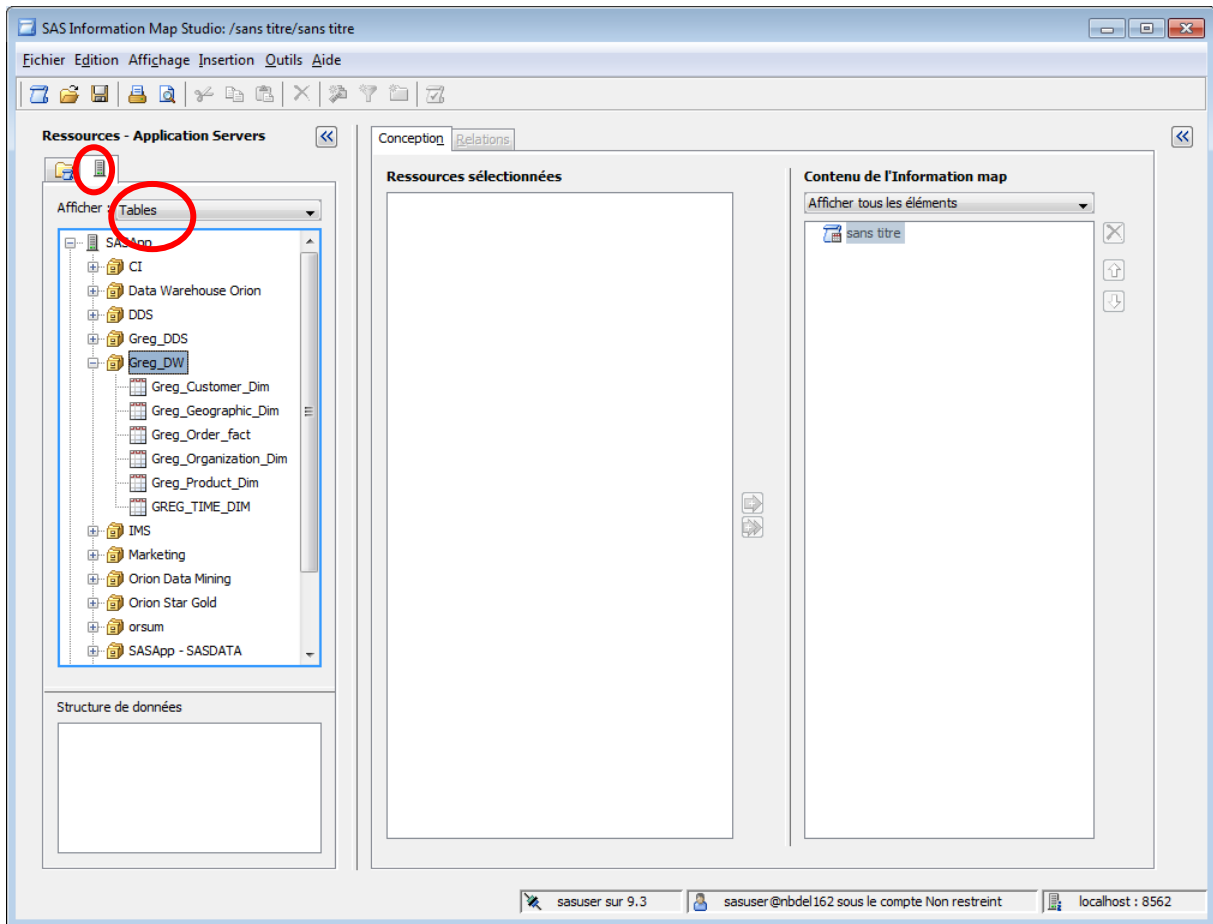 SAS Information Map Studio: /sans titre/sans titre
Fichier Edition Affichage Insertion Outils Aide
Ressources - Application Servers
Afficher : Tables
SASApp
CI
Data Warehouse Orion
DDS
Greg_DDS
Greg_DW
Greg_Customer_Dim
Greg_Geographic_Dim
Greg_Order_fact
Greg_Organization_Dim
Greg_Product_Dim
GREG_TIME_DIM
IMS
Marketing
Orion Data Mining
Orion Star Gold
orsum
SASApp - SASDATA
Structure de données
Conception Relations
Ressources sélectionnées
Contenu de l'Information map
Afficher tous les éléments
sans titre
sasuser sur 9.3
sasuser@nbdel162 sous le compte Non restreint
localhost : 8562